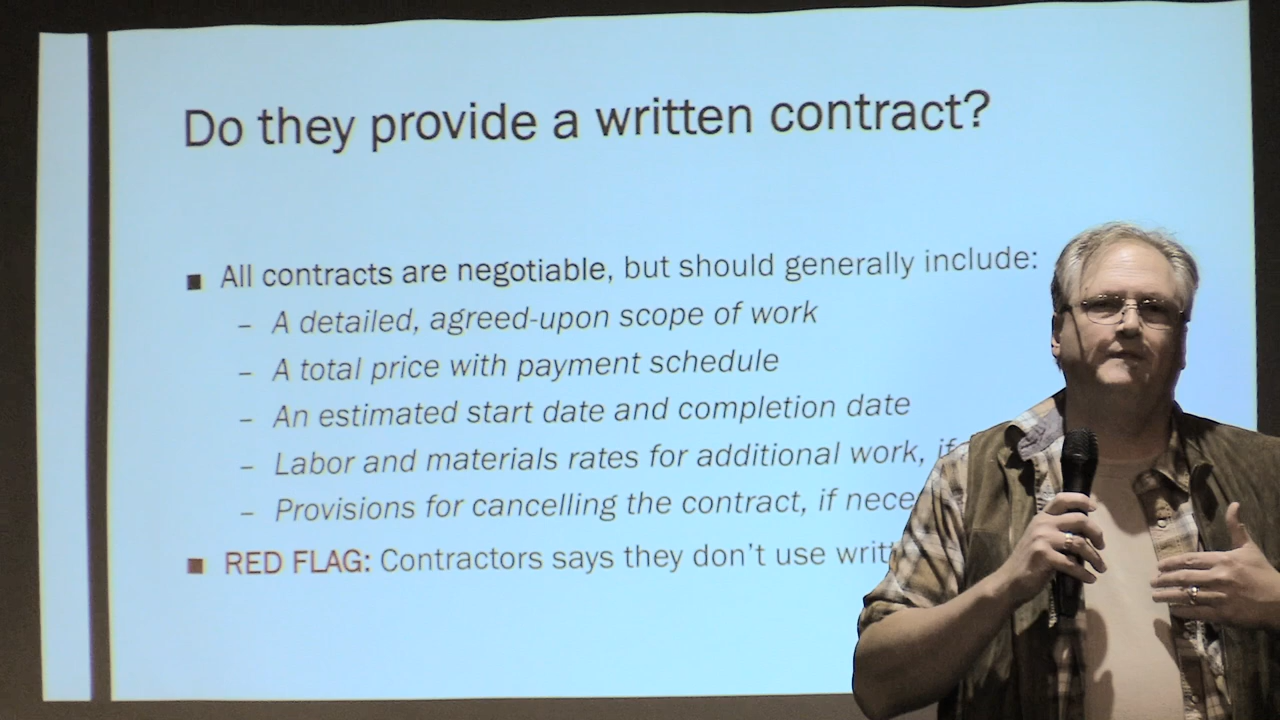 Do they provide a written contract?
■ All contracts are negotiable, but should generally include:
– A detailed, agreed-upon scope of work
– A total price with payment schedule
– An estimated start date and completion date
– Labor and materials rates for additional work, if
– Provisions for cancelling the contract, if
■ RED FLAG: Contractors says they don't use